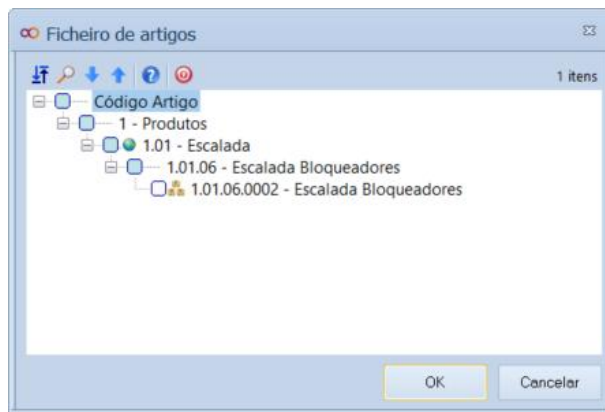 Ficheiro de artigos
1 itens
Código Artigo
1 - Produtos
1.01 - Escalada
1.01.06 - Escalada Bloqueadores
1.01.06.0002 - Escalada Bloqueadores
OK
Cancelar